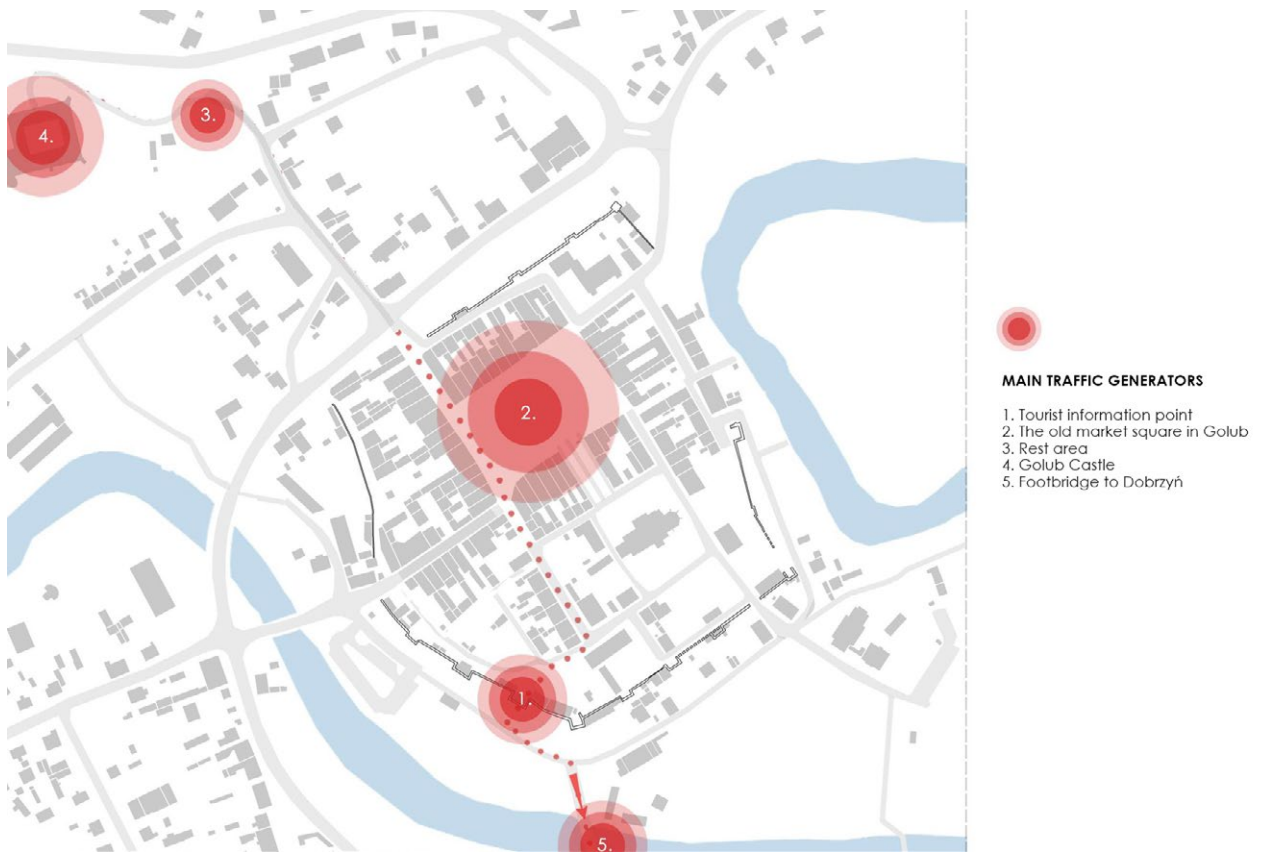 4.
3.
2.
1.
5.
MAIN TRAFFIC GENERATORS
1. Tourist information point
2. The old market square in Golub
3. Rest area
4. Golub Castle
5. Footbridge to Dobrzyń